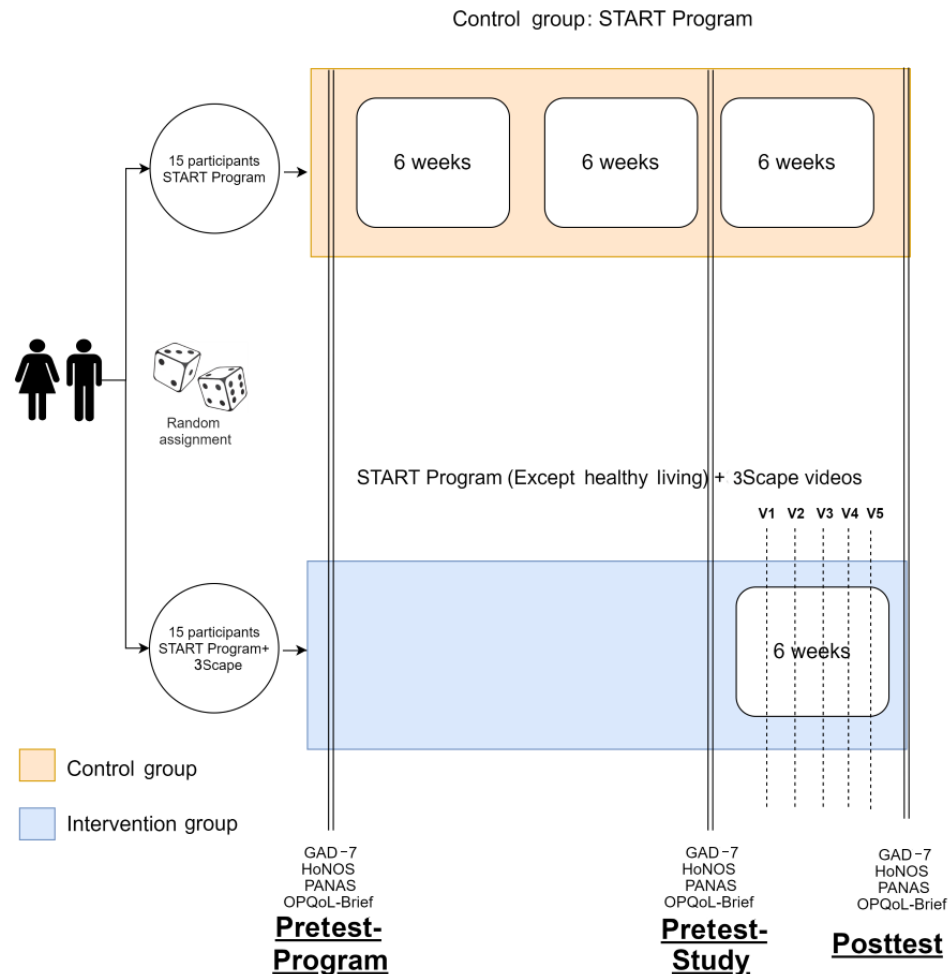 Control group: START Program
15 participants
START Program
6 weeks
6 weeks
6 weeks
Random
assignment
START Program (Except healthy living) + 3Scape videos
V1 V2 V3 V4 V5
15 participants
START Program+
3Scape
6 weeks
Control group
Intervention group
GAD-7
HoNOS
PANAS
OPQoL-Brief
Pretest-
Program
GAD-7
HoNOS
PANAS
OPQoL-Brief
Pretest-
Study
GAD-7
HoNOS
PANAS
OPQoL-Brief
Posttest